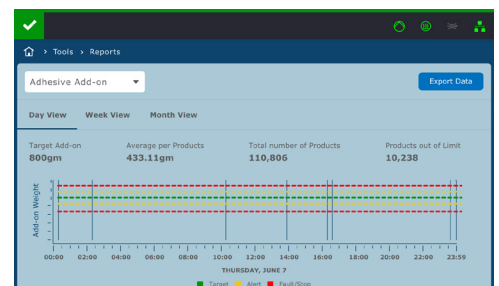 Tools > Reports
Adhesive Add-on
Export Data
Day View Week View Month View
Target Add-on Average per Products Total number of Products Products out of Limit
800gm 433.11gm 110,806 10,238
Add-on Weight
00:00 02:00 04:00 06:00 08:00 10:00 12:00 14:00 16:00 18:00 20:00 22:00 23:59
THURSDAY, JUNE 7
Target Alert Fault/Stop